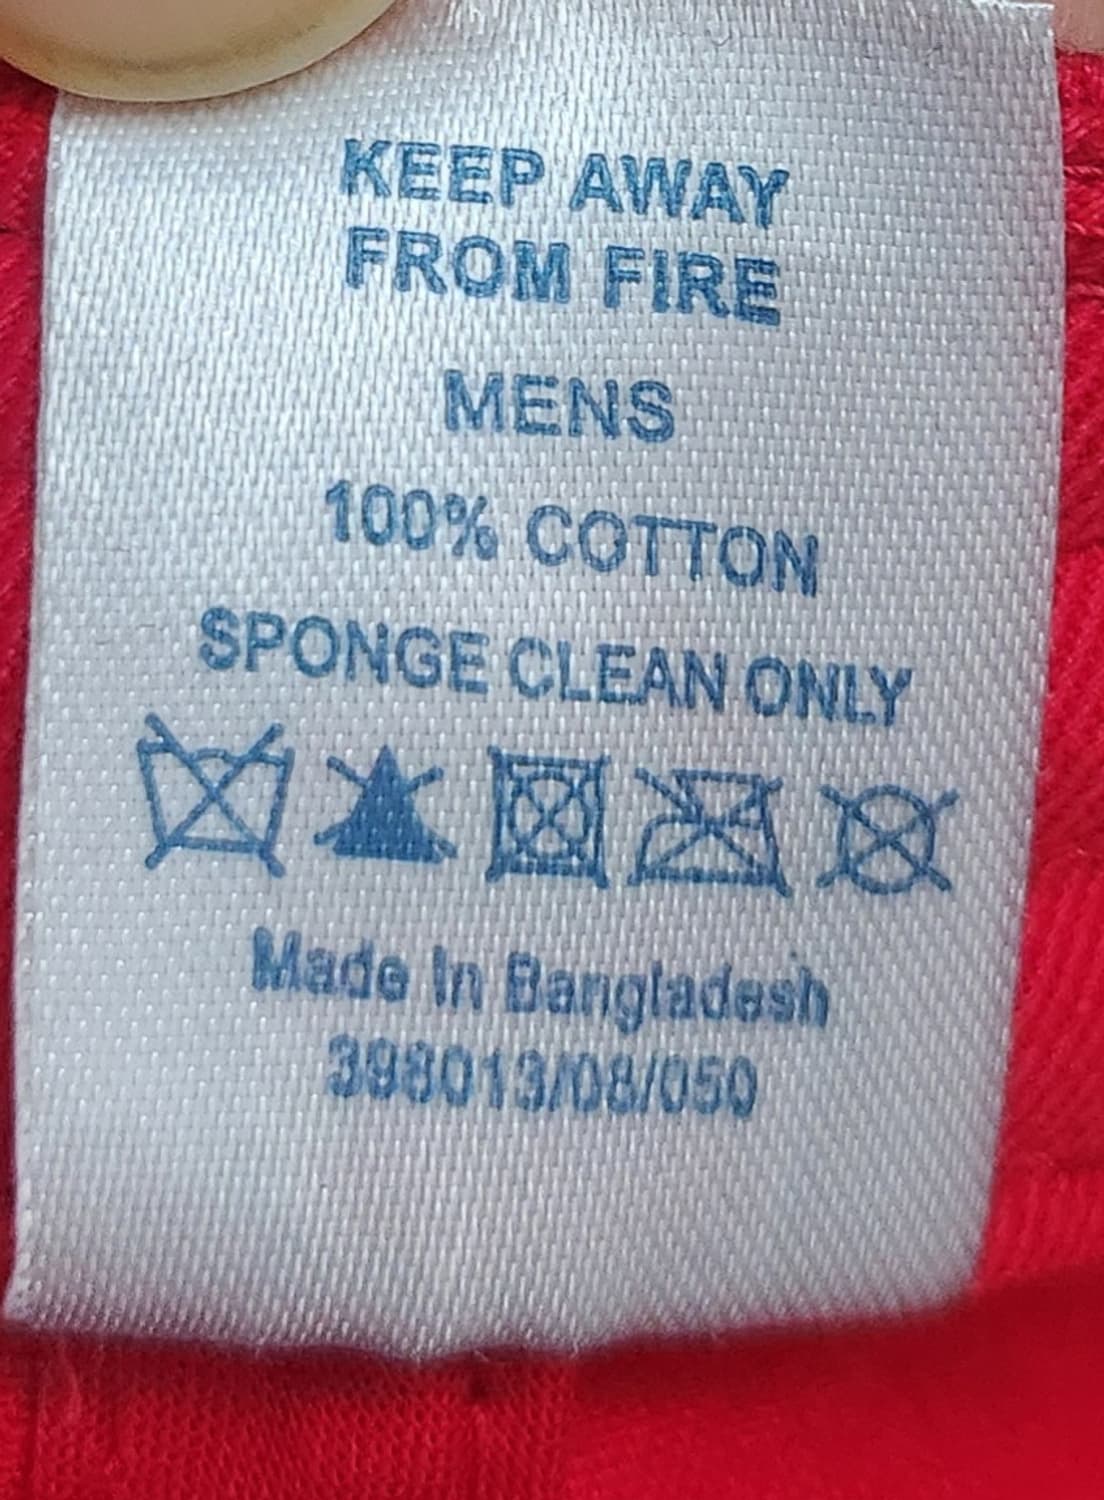 KEEP AWAY
FROM FIRE
MENS
100% COTTON
SPONGE CLEAN ONLY
Made In Bangladesh
398013/08/050